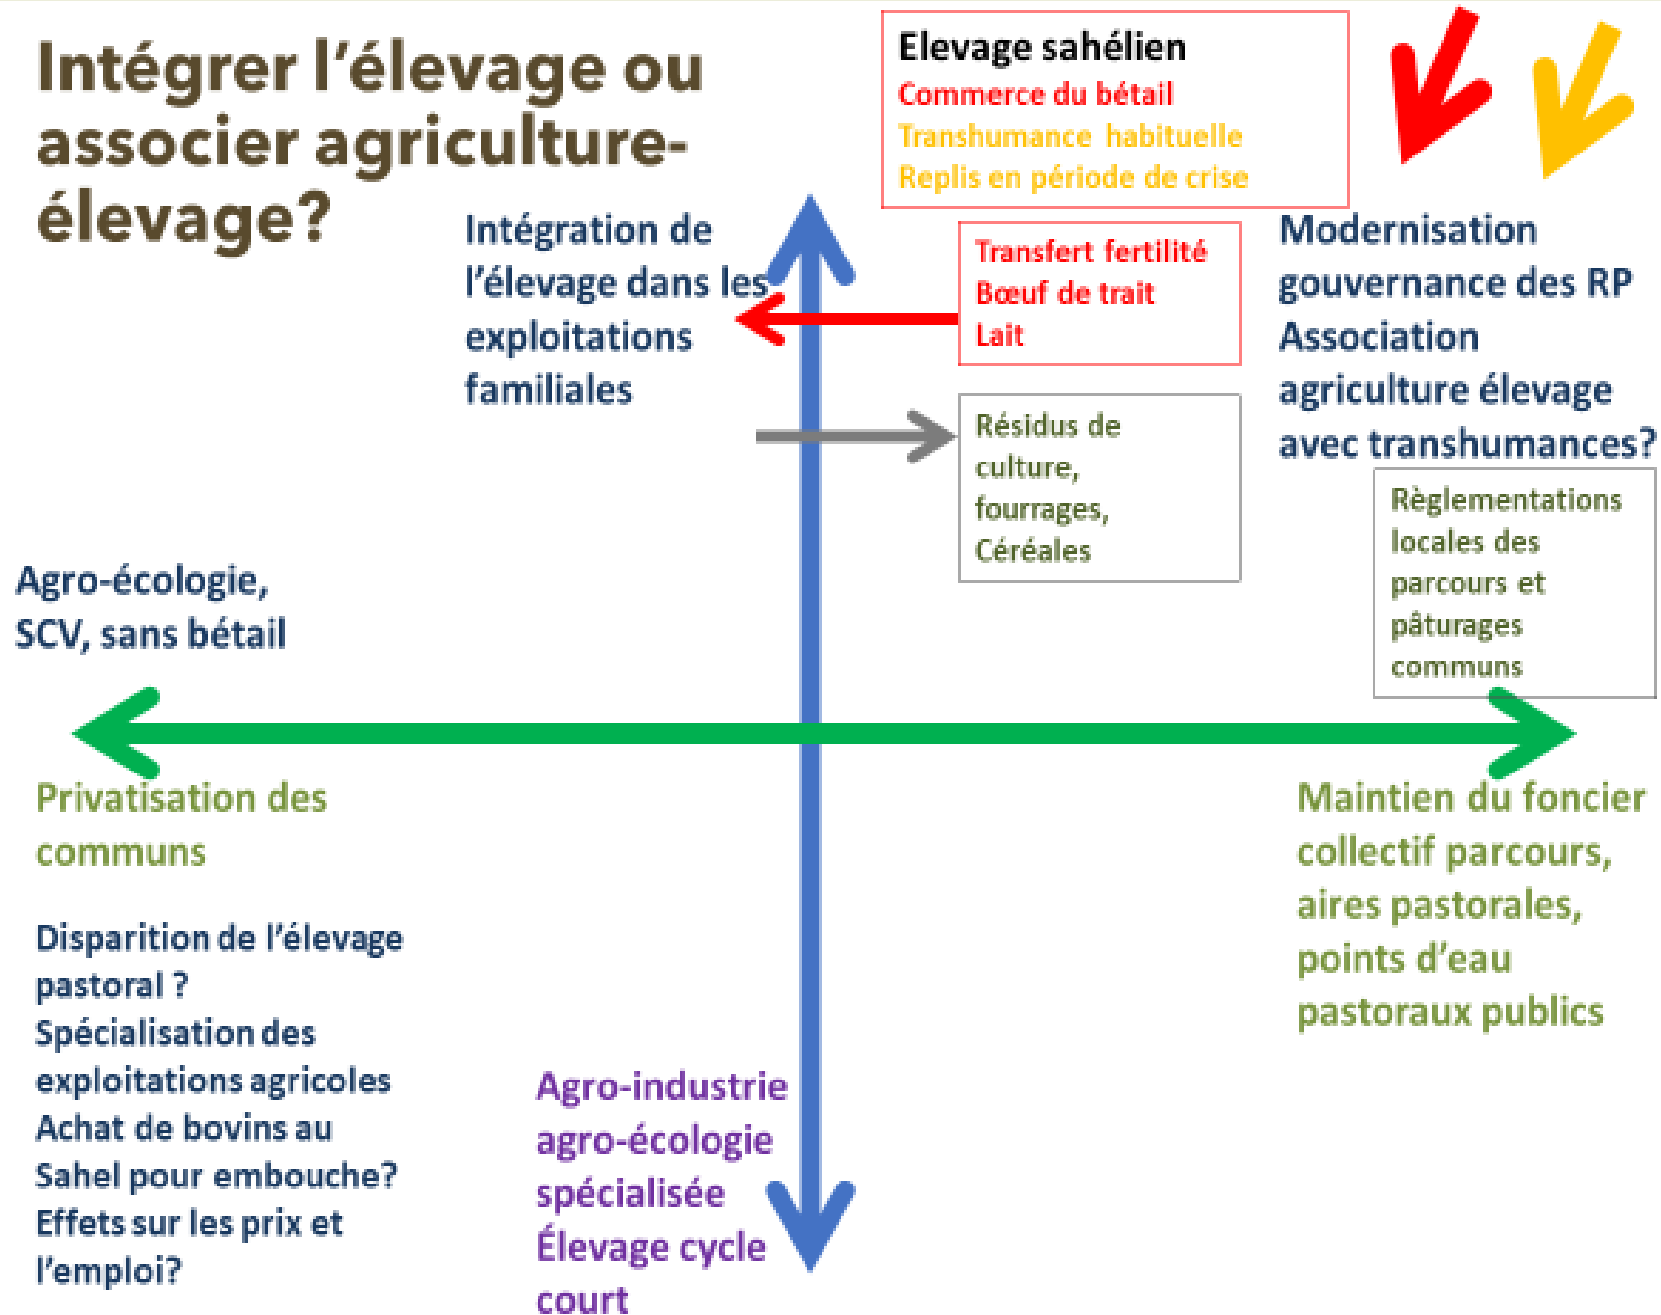 Intégrer l'élevage ou
associer agriculture-
élevage?
Elevage sahélien
Commerce du bétail
Transhumance habituelle
Replis en période de crise
Intégration de
l'élevage dans les
exploitations
familiales
Transfert fertilité
Bœuf de trait
Lait
Résidus de
culture,
fourrages,
Céréales
Modernisation
gouvernance des RP
Association
agriculture élevage
avec transhumances?
Règlementations
locales des
parcours et
pâturages
communs
Agro-écologie,
SCV, sans bétail
Privatisation des
communs
Disparition de l'élevage
pastoral ?
Spécialisation des
exploitations agricoles
Achat de bovins au
Sahel pour embouche?
Effets sur les prix et
l'emploi?
Agro-industrie
agro-écologie
spécialisée
Élevage cycle
court
Maintien du foncier
collectif parcours,
aires pastorales,
points d'eau
pastoraux publics